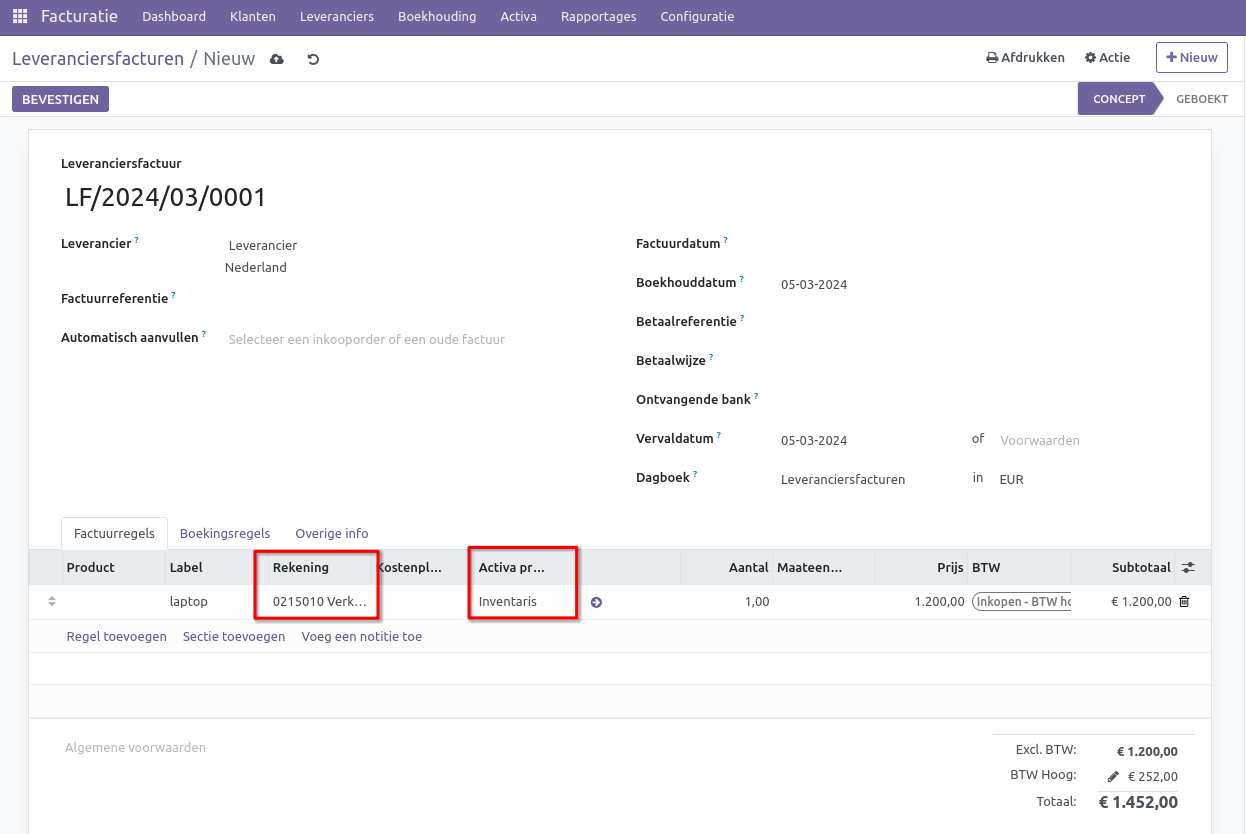 Facturatie Dashboard Klanten Leveranciers Boekhouding Activa Rapportages Configuratie
Leveranciersfacturen / Nieuw Afdrukken Actie + Nieuw
BEVESTIGEN CONCEPT GEBOEKT
Leveranciersfactuur
LF/2024/03/0001
Leverancier ? Leverancier
Nederland
Factuurreferentie ?
Automatisch aanvullen ? Selecteer een inkooporder of een oude factuur
Factuurdatum ?
Boekhouddatum ? 05-03-2024
Betaalreferentie ?
Betaalwijze ?
Ontvangende bank ?
Vervaldatum ? 05-03-2024 of Voorwaarden
Dagboek ? Leveranciersfacturen in EUR
Factuurregels Boekingsregels Overige info
Product Label Rekening Kostenpl... Activa pr... Aantal Maateen... Prijs BTW Subtotaal
laptop 0215010 Verk... Inventaris 1,00 1.200,00 Inkopen - BTW ho € 1.200,00
Regel toevoegen Sectie toevoegen Voeg een notitie toe
Algemene voorwaarden
Excl. BTW: € 1.200,00
BTW Hoog: € 252,00
Totaal: € 1.452,00